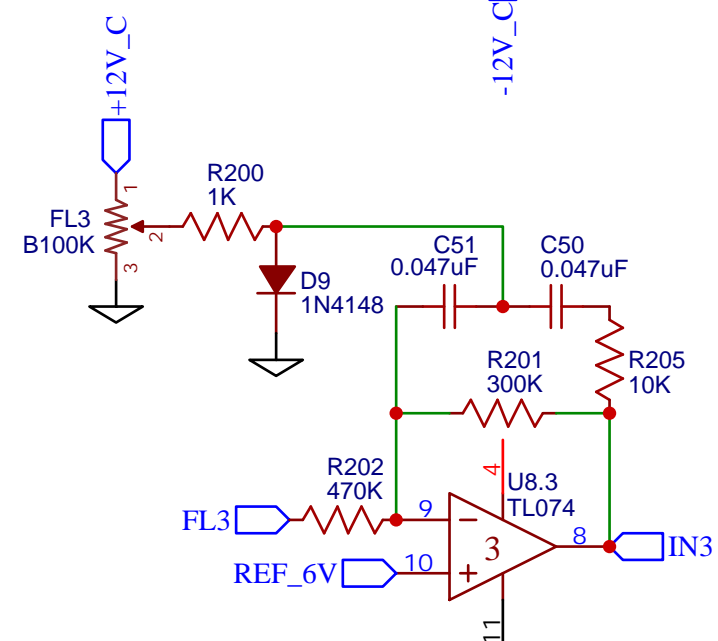 +12V_C
-12V_C
R200
1K
FL3
B100K
1
2
3
C51
0.047uF
C50
0.047uF
D9
1N4148
R201
300K
R205
10K
R202
470K
4
U8.3
TL074
FL3
9
3
8
IN3
REF_6V
10
11